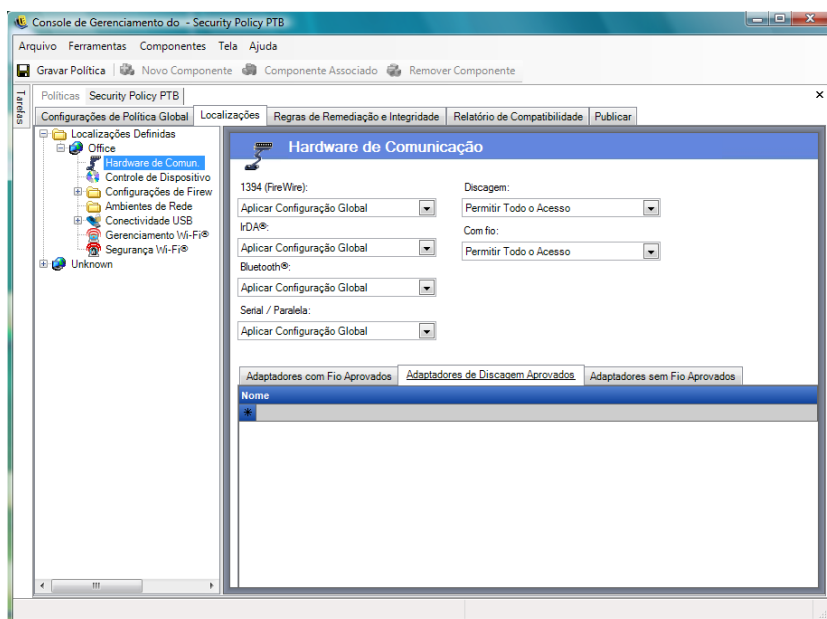 Console de Gerenciamento do - Security Policy PTB
Arquivo Ferramentas Componentes Tela Ajuda
Gravar Política Novo Componente Componente Associado Remover Componente
Tarefas
Políticas Security Policy PTB
Configurações de Política Global Localizações Regras de Remediação e Integridade Relatório de Compatibilidade Publicar
Localizações Definidas
Office
Hardware de Comun.
Controle de Dispositivo
Configurações de Firew
Ambientes de Rede
Conectividade USB
Gerenciamento Wi-Fi®
Segurança Wi-Fi®
Unknown
Hardware de Comunicação
1394 (FireWire):
Aplicar Configuração Global
IrDA®:
Aplicar Configuração Global
Bluetooth®:
Aplicar Configuração Global
Serial / Paralela:
Aplicar Configuração Global
Discagem:
Permitir Todo o Acesso
Com fio:
Permitir Todo o Acesso
Adaptadores com Fio Aprovados Adaptadores de Discagem Aprovados Adaptadores sem Fio Aprovados
Nome